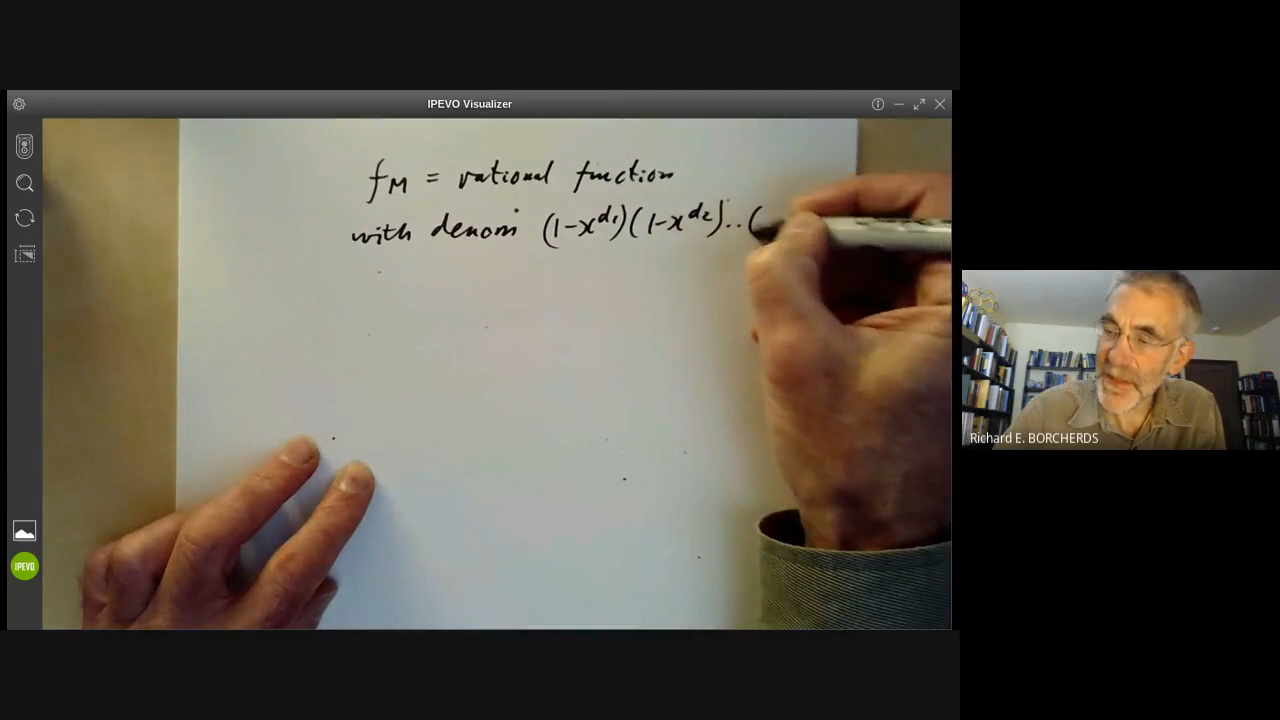 IPEVO Visualizer
f_M = rational function
with denom (1-x^{d_1})(1-x^{d_2})..(
Richard E. BORCHERDS
IPEVO